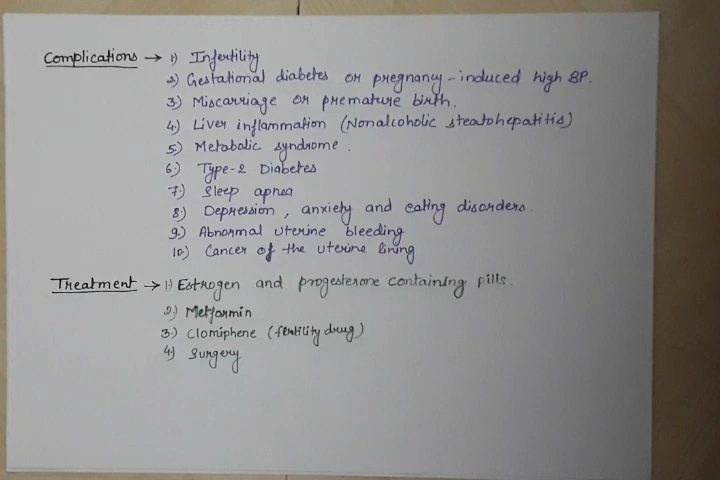 Complications → 1) Infertility
2) Gestational diabetes or pregnancy-induced high BP.
3) Miscarriage or premature birth.
4) Liver inflammation (Nonalcoholic steatohepatitis)
5) Metabolic syndrome.
6) Type-2 Diabetes
7) Sleep apnea
8) Depression, anxiety and eating disorders.
9) Abnormal uterine bleeding
10) Cancer of the uterine lining
Treatment → 1) Estrogen and progesterone containing pills.
2) Metformin
3) Clomiphene (fertility drug)
4) Surgery